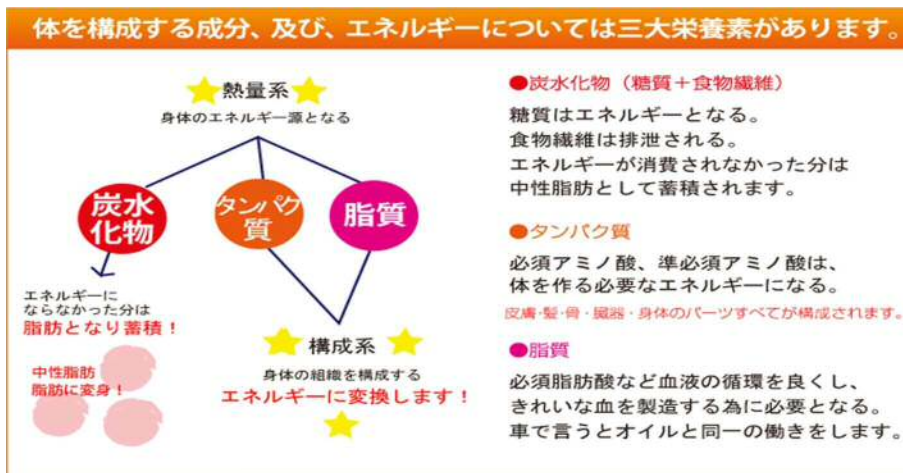 体を構成する成分、及び、エネルギーについては三大栄養素があります。
熱量系
身体のエネルギー源となる
炭水
化物
タンパク
質
脂質
エネルギーに
ならなかった分は
脂肪となり蓄積！
中性脂肪
脂肪に変身！
構成系
身体の組織を構成する
エネルギーに変換します！
●炭水化物（糖質＋食物繊維）
糖質はエネルギーとなる。
食物繊維は排泄される。
エネルギーが消費されなかった分は
中性脂肪として蓄積されます。
●タンパク質
必須アミノ酸、準必須アミノ酸は、
体を作る必要なエネルギーになる。
皮膚・髪・骨・臓器・身体のパーツすべてが構成されます。
●脂質
必須脂肪酸など血液の循環を良くし、
きれいな血を製造する為に必要となる。
車で言うとオイルと同一の働きをします。